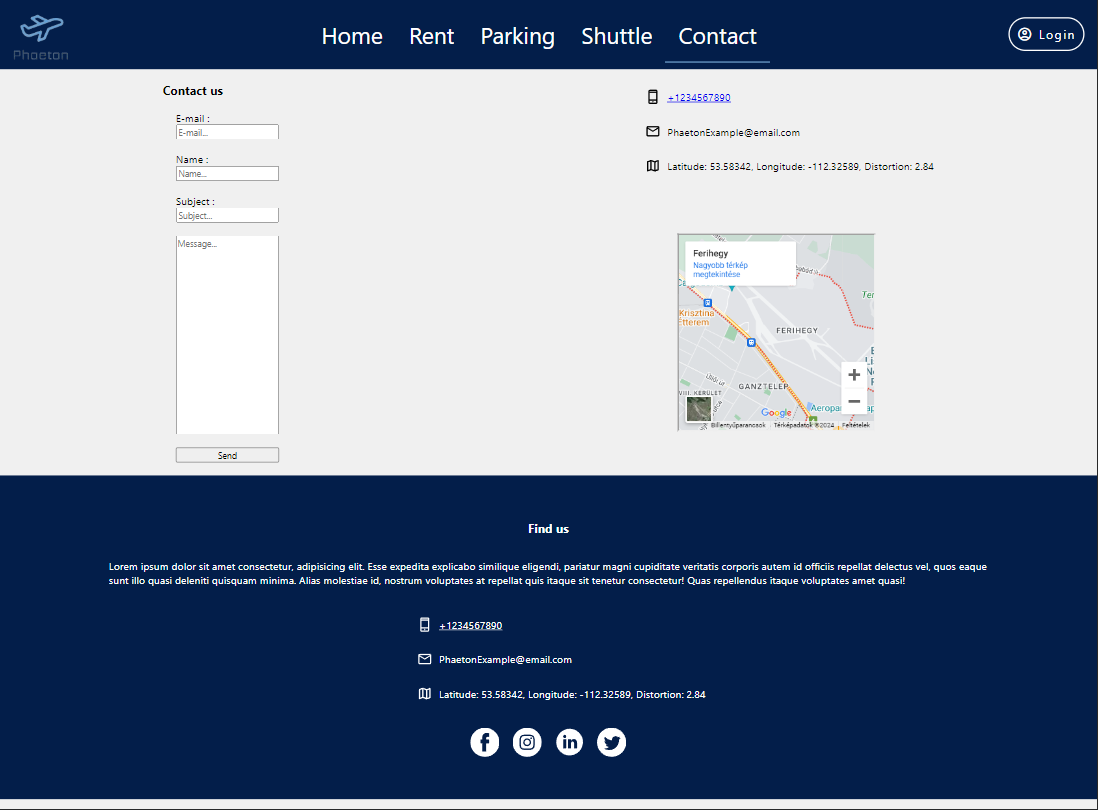 Phaeton
Home Rent Parking Shuttle Contact
Login
Contact us
E-mail :
E-mail...
Name :
Name...
Subject :
Subject...
Message...
Send
+1234567890
PhaetonExample@email.com
Latitude: 53.58342, Longitude: -112.32589, Distortion: 2.84
Ferihegy
Nagyobb térkép
megtekintése
Krisztina
Étterem
FERIHEGY
GANZTELEP
Üllői út
VIII. KERÜLET
Google
Billentyűparancsok
Térképadatok ©2024
Feltételek
Find us
Lorem ipsum dolor sit amet consectetur, adipisicing elit. Esse expedita explicabo similique eligendi, pariatur magni cupiditate veritatis corporis autem id officiis repellat delectus vel, quos eaque
sunt illo quasi deleniti quisquam minima. Alias molestiae id, nostrum voluptates at repellat quis itaque sit tenetur consectetur! Quas repellendus itaque voluptates amet quasi!
+1234567890
PhaetonExample@email.com
Latitude: 53.58342, Longitude: -112.32589, Distortion: 2.84